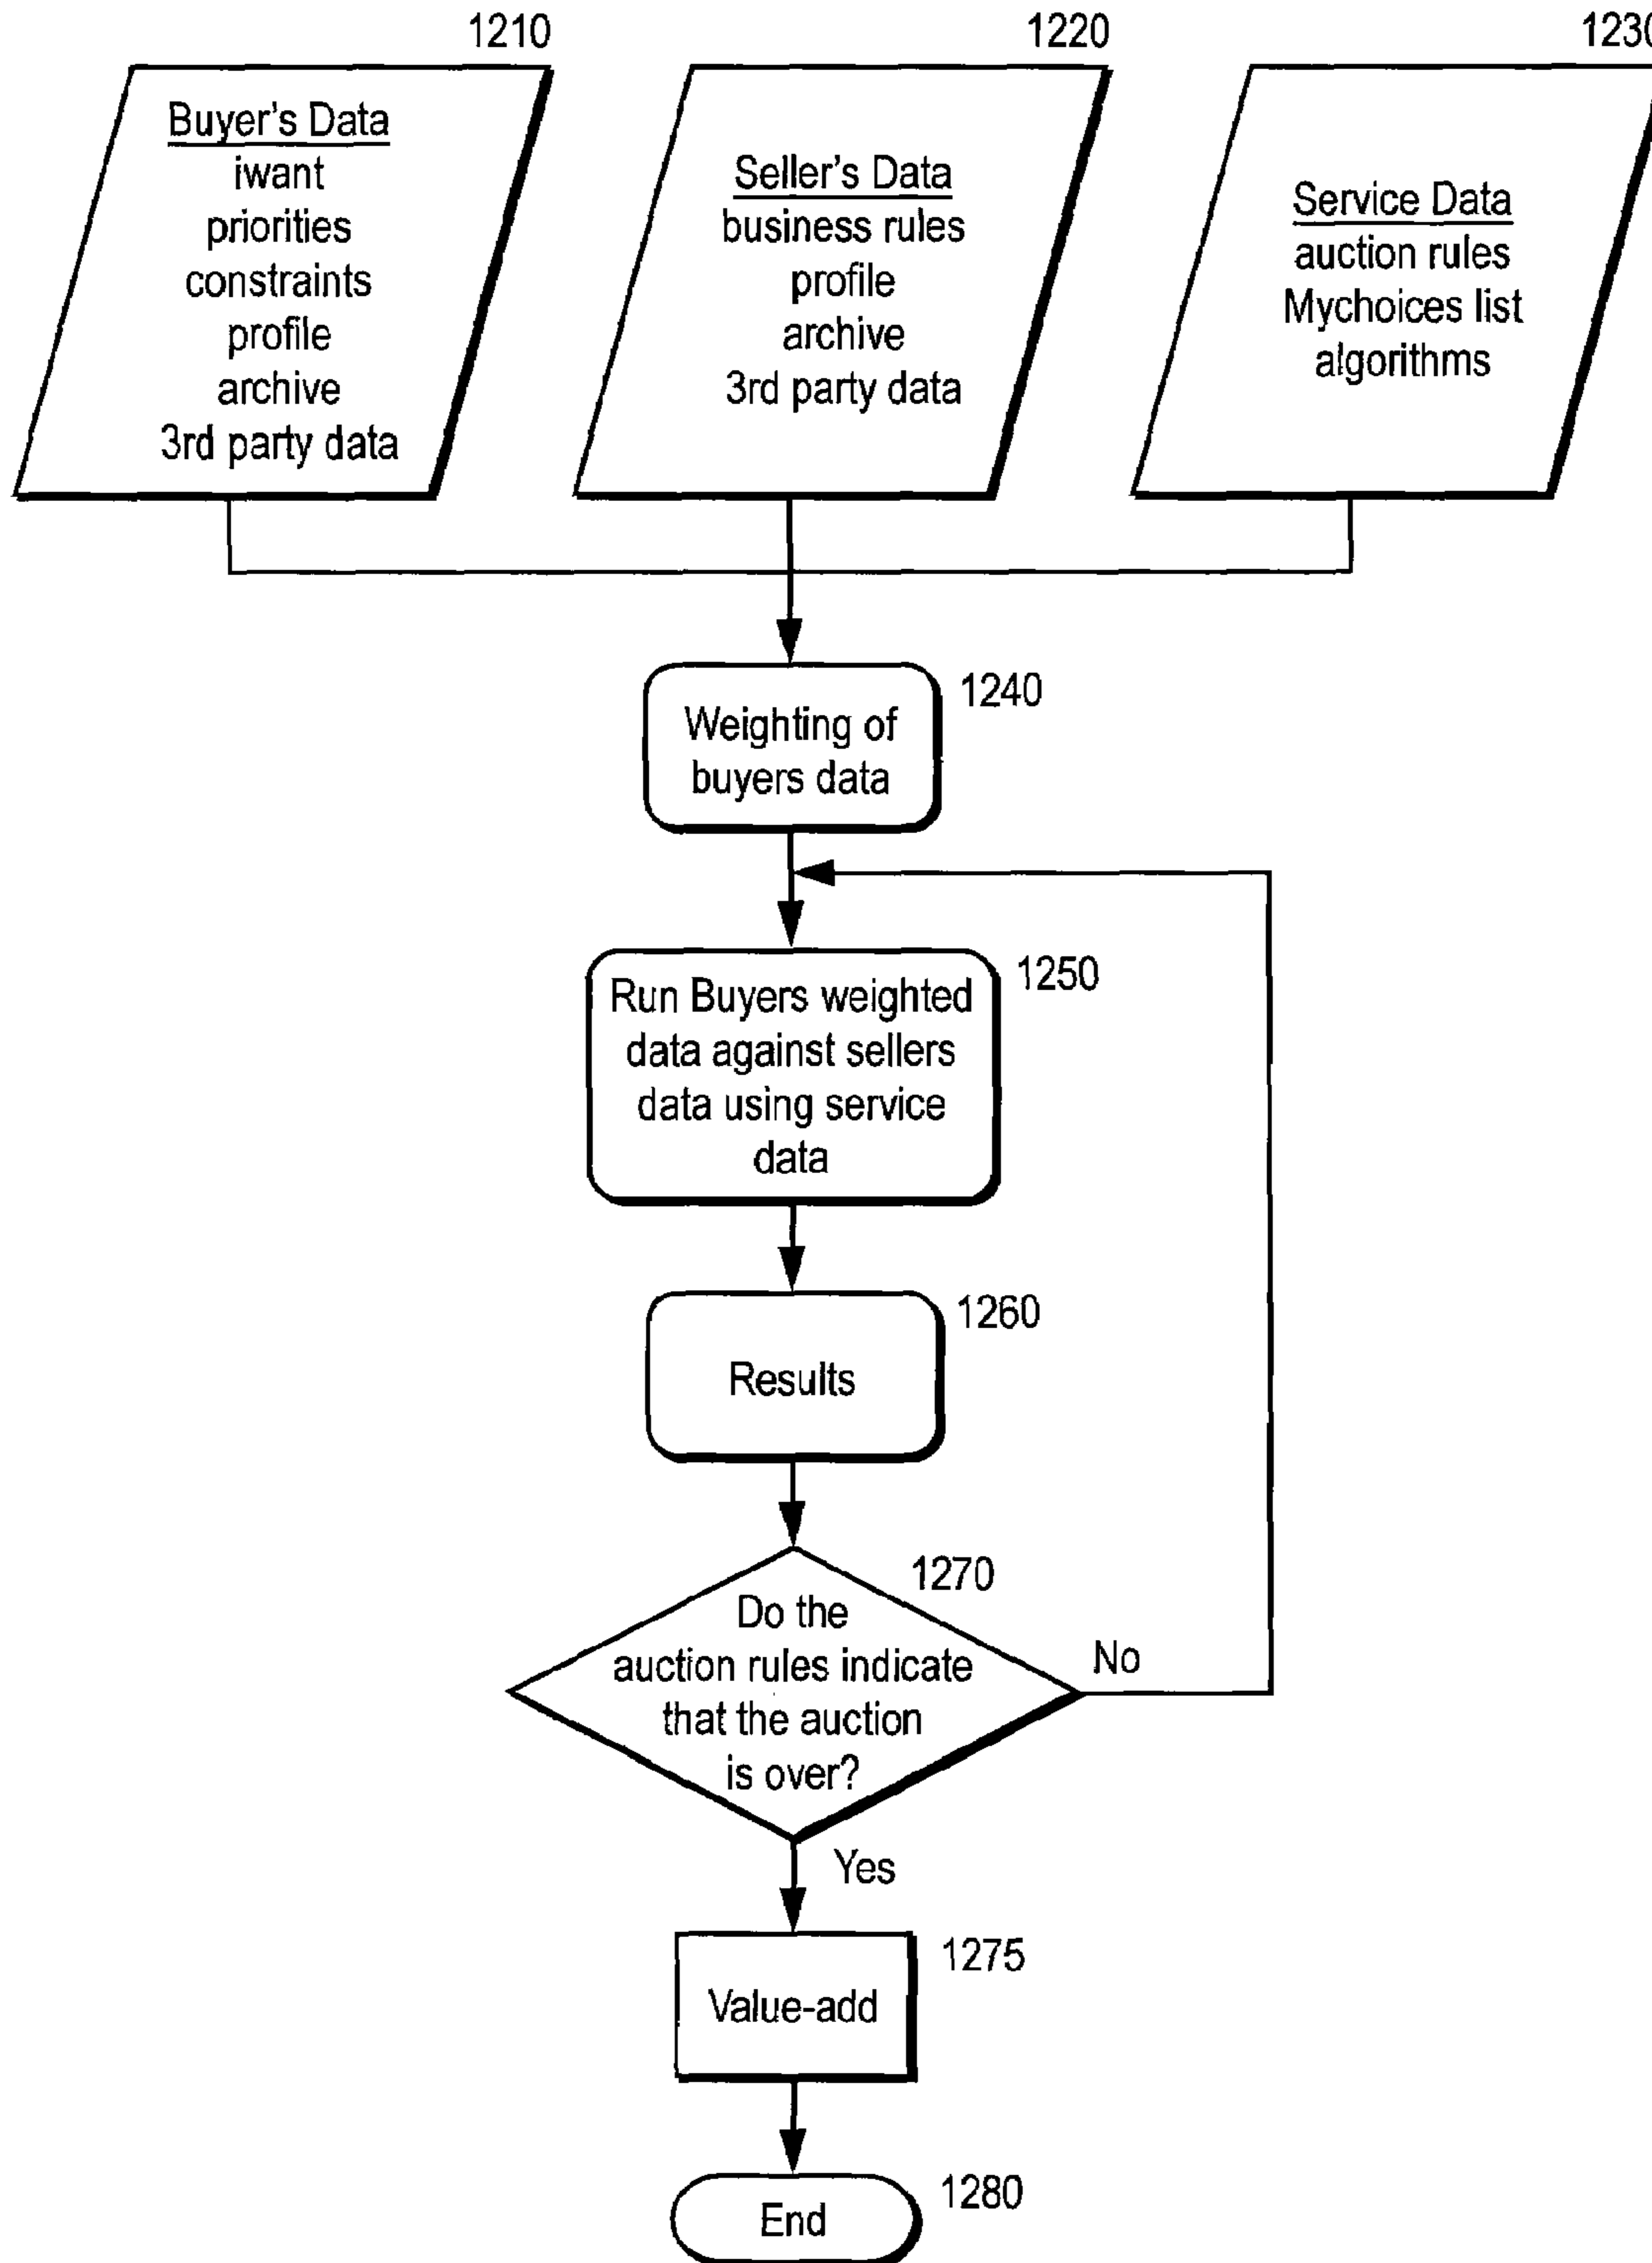 1210
1220
1230
Buyer's Data
iwant
priorities
constraints
profile
archive
3rd party data
Seller's Data
business rules
profile
archive
3rd party data
Service Data
auction rules
Mychoices list
algorithms
1240
Weighting of
buyers data
1250
Run Buyers weighted
data against sellers
data using service
data
1260
Results
1270
Do the
auction rules indicate
that the auction
is over?
No
Yes
1275
Value-add
1280
End